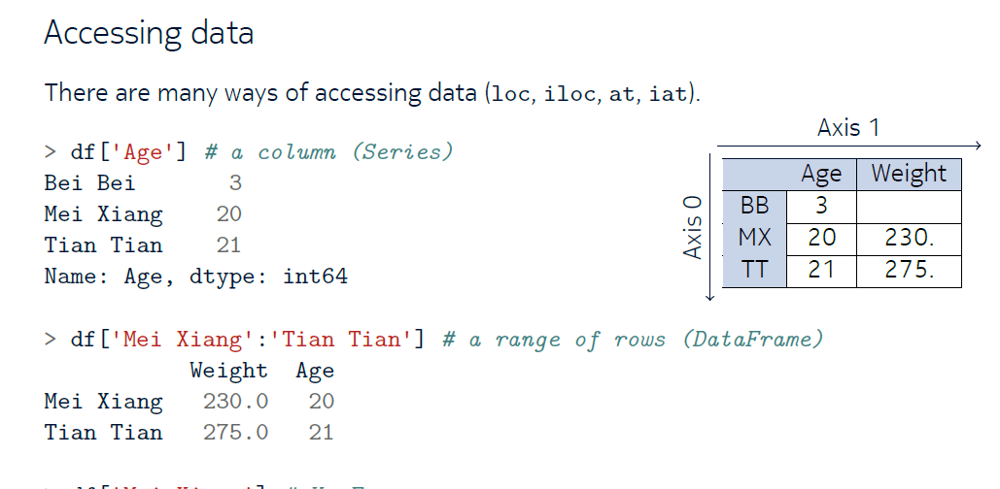 Accessing data
There are many ways of accessing data (loc, iloc, at, iat).
> df['Age'] # a column (Series)
Bei Bei 3
Mei Xiang 20
Tian Tian 21
Name: Age, dtype: int64
Axis 1
Axis 0
Age Weight
BB 3
MX 20 230.
TT 21 275.
> df['Mei Xiang':'Tian Tian'] # a range of rows (DataFrame)
Weight Age
Mei Xiang 230.0 20
Tian Tian 275.0 21